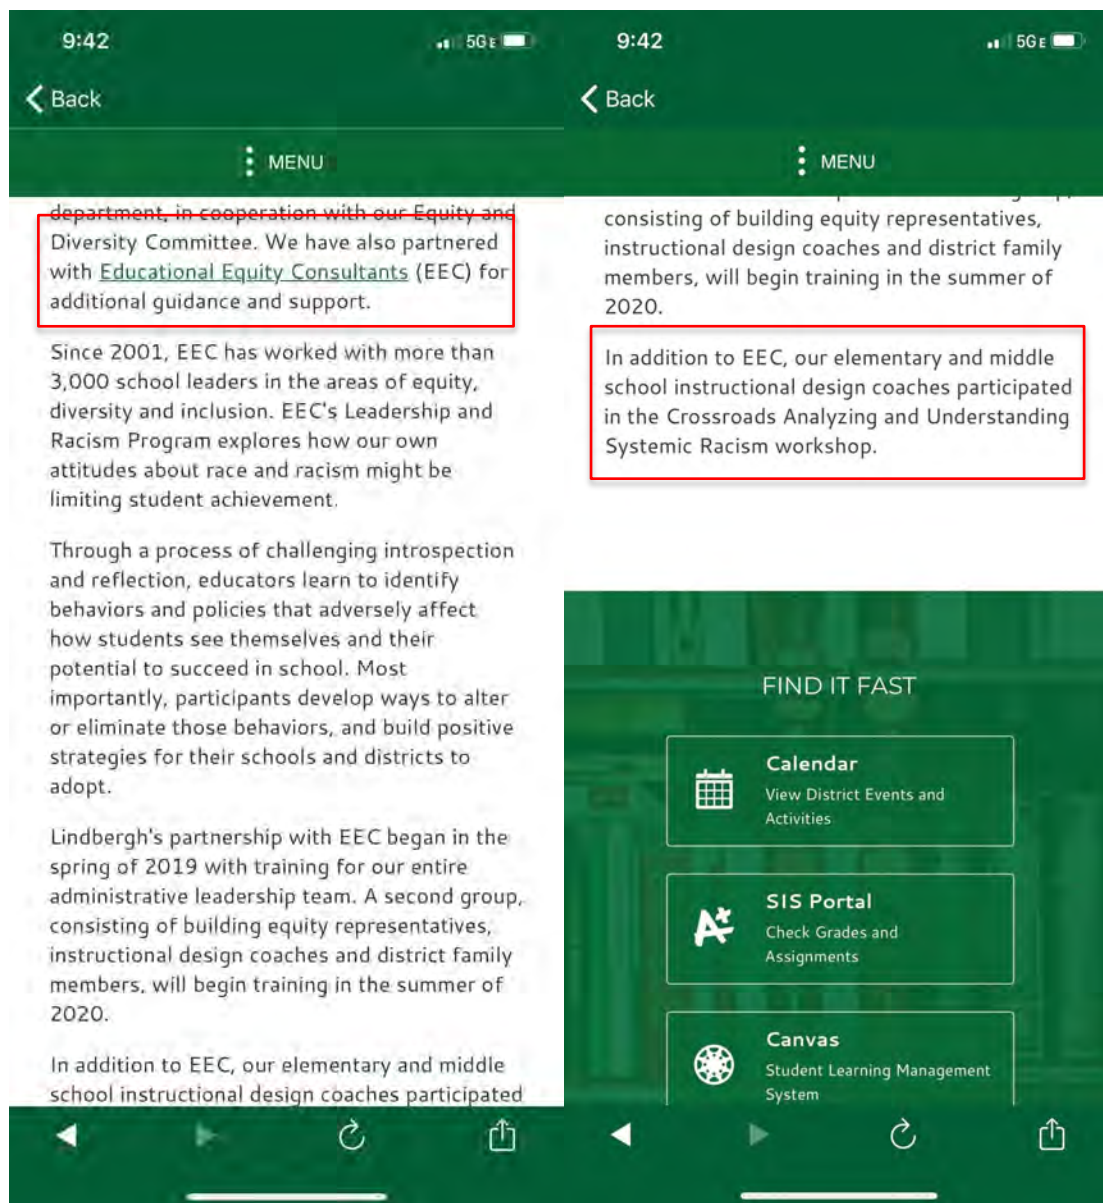 9:42
5GE
Back
MENU
department, in cooperation with our Equity and
Diversity Committee. We have also partnered
with Educational Equity Consultants (EEC) for
additional guidance and support.
Since 2001, EEC has worked with more than
3,000 school leaders in the areas of equity,
diversity and inclusion. EEC's Leadership and
Racism Program explores how our own
attitudes about race and racism might be
limiting student achievement.
Through a process of challenging introspection
and reflection, educators learn to identify
behaviors and policies that adversely affect
how students see themselves and their
potential to succeed in school. Most
importantly, participants develop ways to alter
or eliminate those behaviors, and build positive
strategies for their schools and districts to
adopt.
Lindbergh's partnership with EEC began in the
spring of 2019 with training for our entire
administrative leadership team. A second group,
consisting of building equity representatives,
instructional design coaches and district family
members, will begin training in the summer of
2020.
In addition to EEC, our elementary and middle
school instructional design coaches participated
9:42
5GE
Back
MENU
consisting of building equity representatives,
instructional design coaches and district family
members, will begin training in the summer of
2020.
In addition to EEC, our elementary and middle
school instructional design coaches participated
in the Crossroads Analyzing and Understanding
Systemic Racism workshop.
FIND IT FAST
Calendar
View District Events and
Activities
SIS Portal
Check Grades and
Assignments
Canvas
Student Learning Management
System